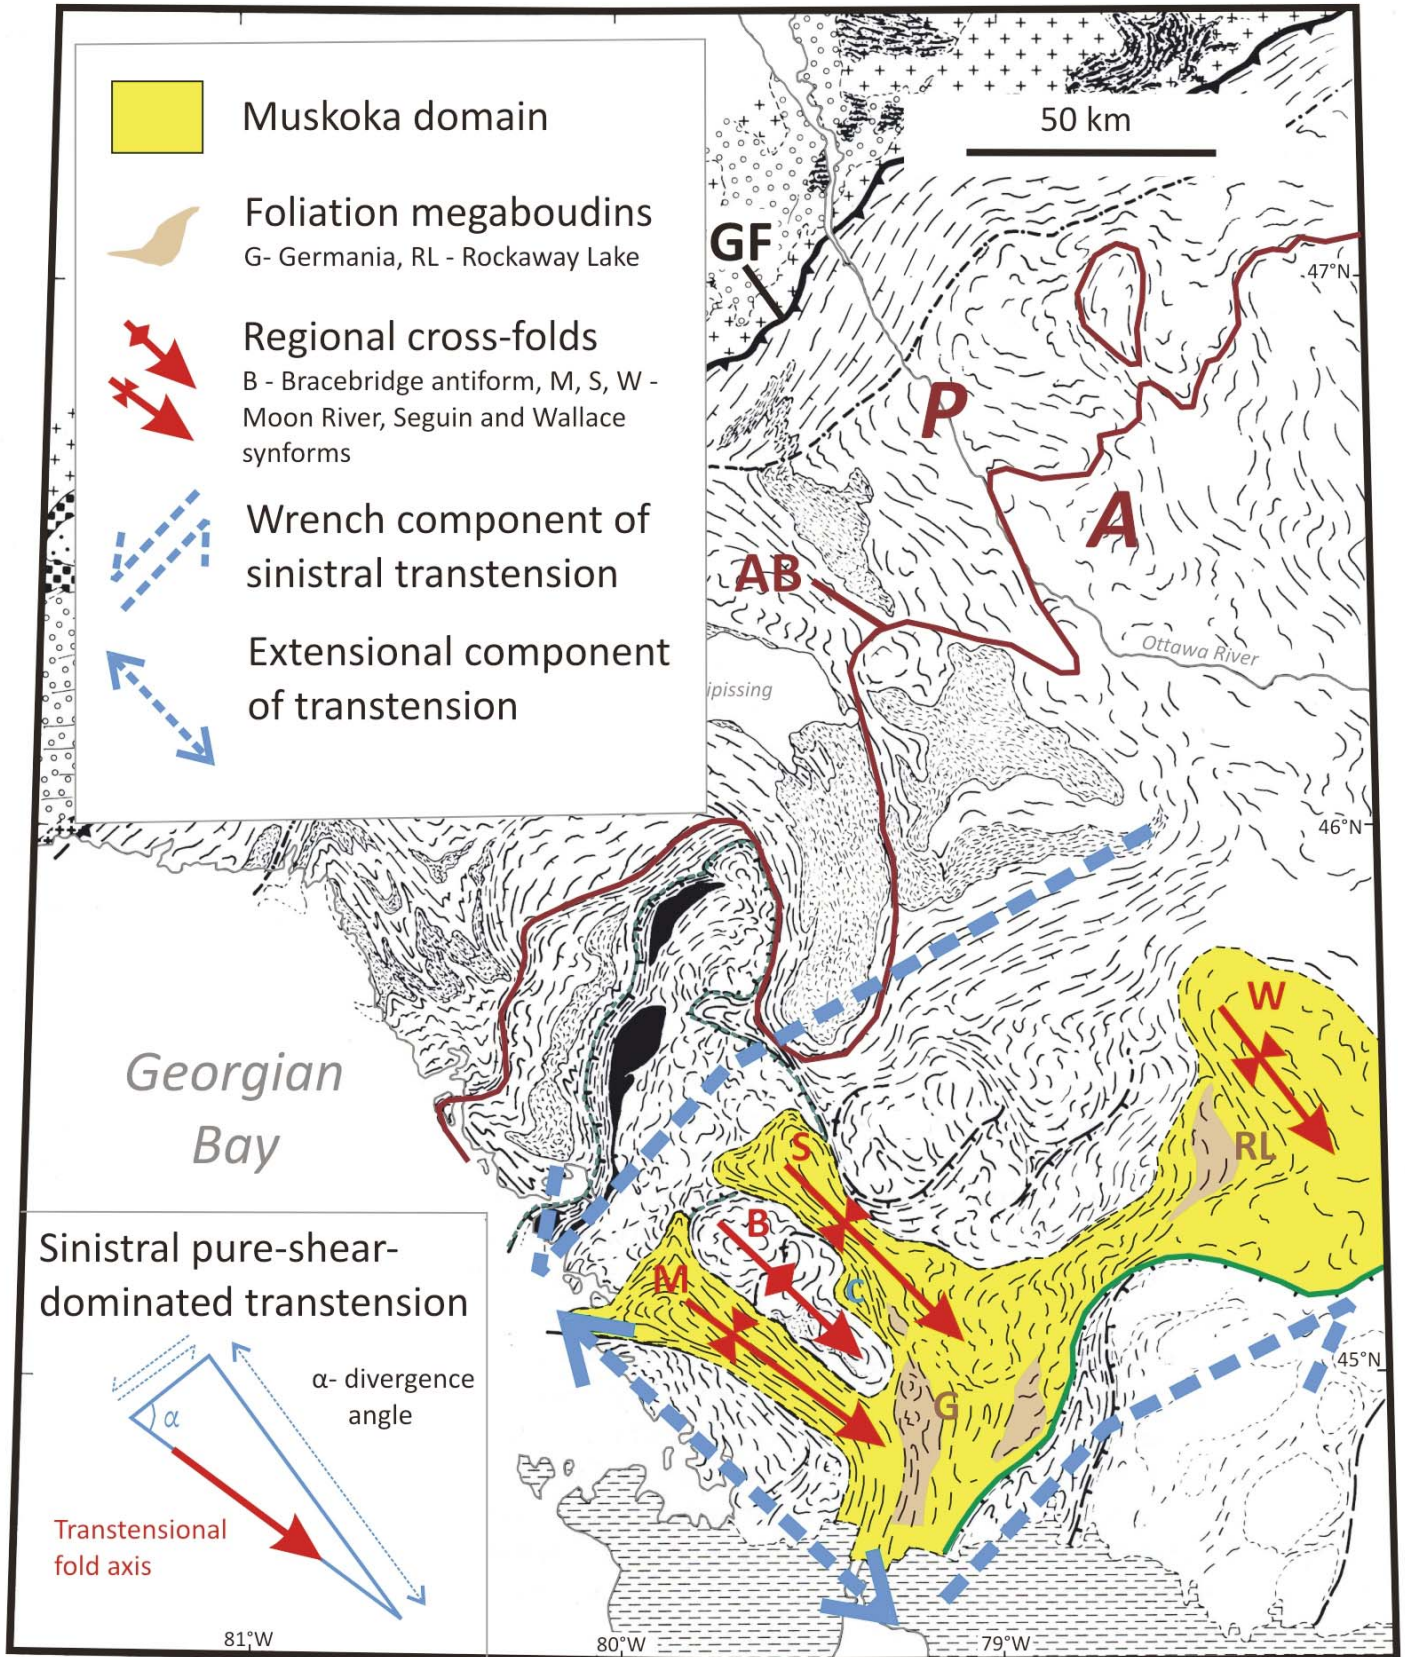 Muskoka domain
Foliation megaboudins
G- Germania, RL - Rockaway Lake
Regional cross-folds
B - Bracebridge antiform, M, S, W -
Moon River, Seguin and Wallace
synforms
Wrench component of
sinistral transtension
Extensional component
of transtension
50 km
GF
47°N
P
A
AB
Ottawa River
ipissing
46°N
Georgian
Bay
W
RL
S
B
M
C
G
45°N
Sinistral pure-shear-
dominated transtension
α- divergence
angle
α
Transtensional
fold axis
81°W
80°W
79°W